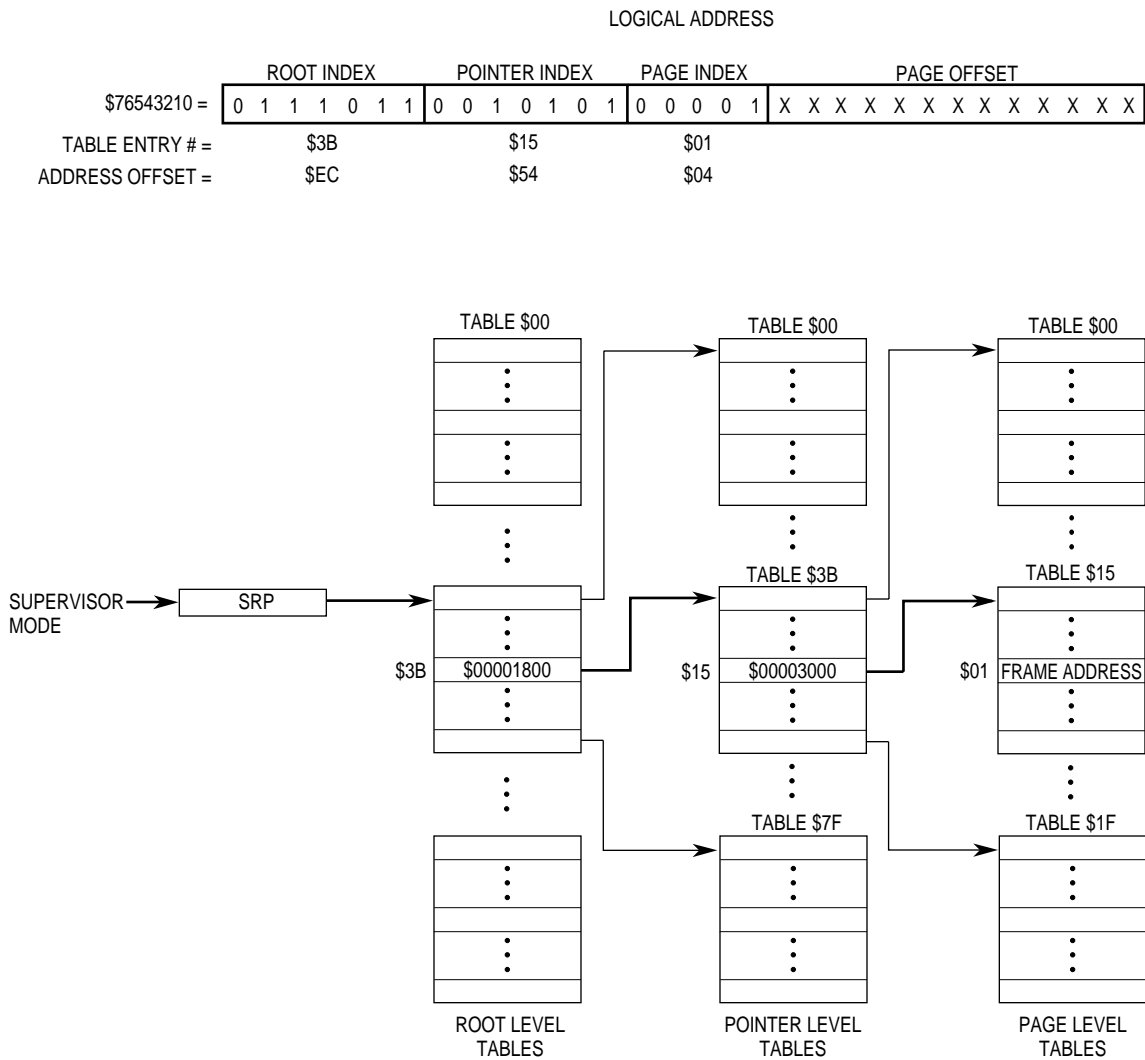 LOGICAL ADDRESS
ROOT INDEX POINTER INDEX PAGE INDEX PAGE OFFSET
$76543210 = 0 1 1 1 0 1 1 0 0 1 0 1 0 1 0 0 0 0 1 X X X X X X X X X X X X X
TABLE ENTRY # = $3B $15 $01
ADDRESS OFFSET = $EC $54 $04
TABLE $00 TABLE $00 TABLE $00
TABLE $3B TABLE $15
SUPERVISOR
MODE
SRP
$3B $00001800 $15 $00003000 $01 FRAME ADDRESS
TABLE $7F TABLE $1F
ROOT LEVEL
TABLES
POINTER LEVEL
TABLES
PAGE LEVEL
TABLES